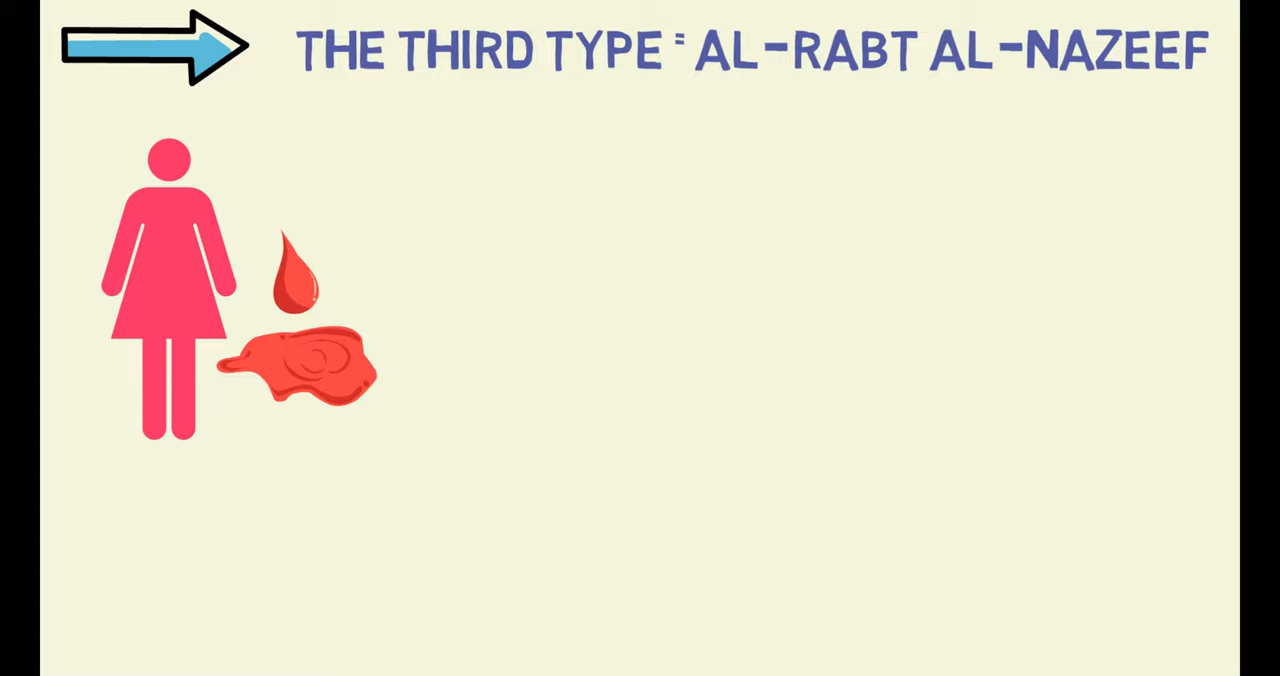 THE THIRD TYPE = AL-RABT AL-NAZEEF